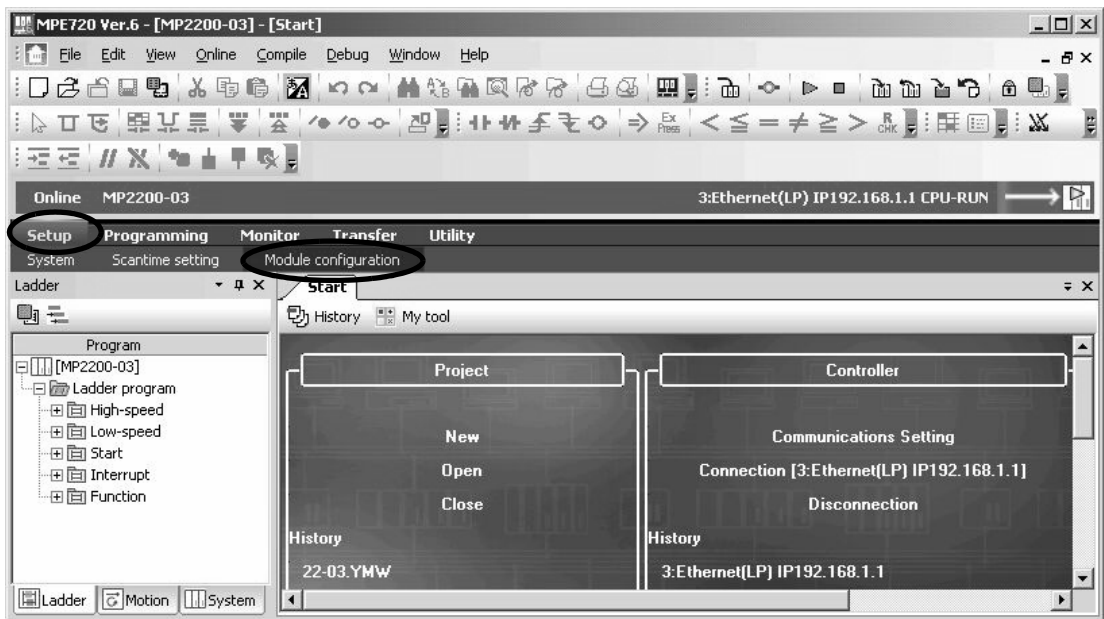 MPE720 Ver.6 - [MP2200-03] - [Start]
File Edit View Online Compile Debug Window Help
Ex
Press
R
CHK
Online MP2200-03 3:Ethernet(LP) IP192.168.1.1 CPU-RUN
Setup Programming Monitor Transfer Utility
System Scantime setting Module configuration
Ladder
Start
History My tool
Program
[MP2200-03]
Ladder program
High-speed
Low-speed
Start
Interrupt
Function
Ladder Motion System
Project
New
Open
Close
History
22-03.YMW
Controller
Communications Setting
Connection [3:Ethernet(LP) IP192.168.1.1]
Disconnection
History
3:Ethernet(LP) IP192.168.1.1